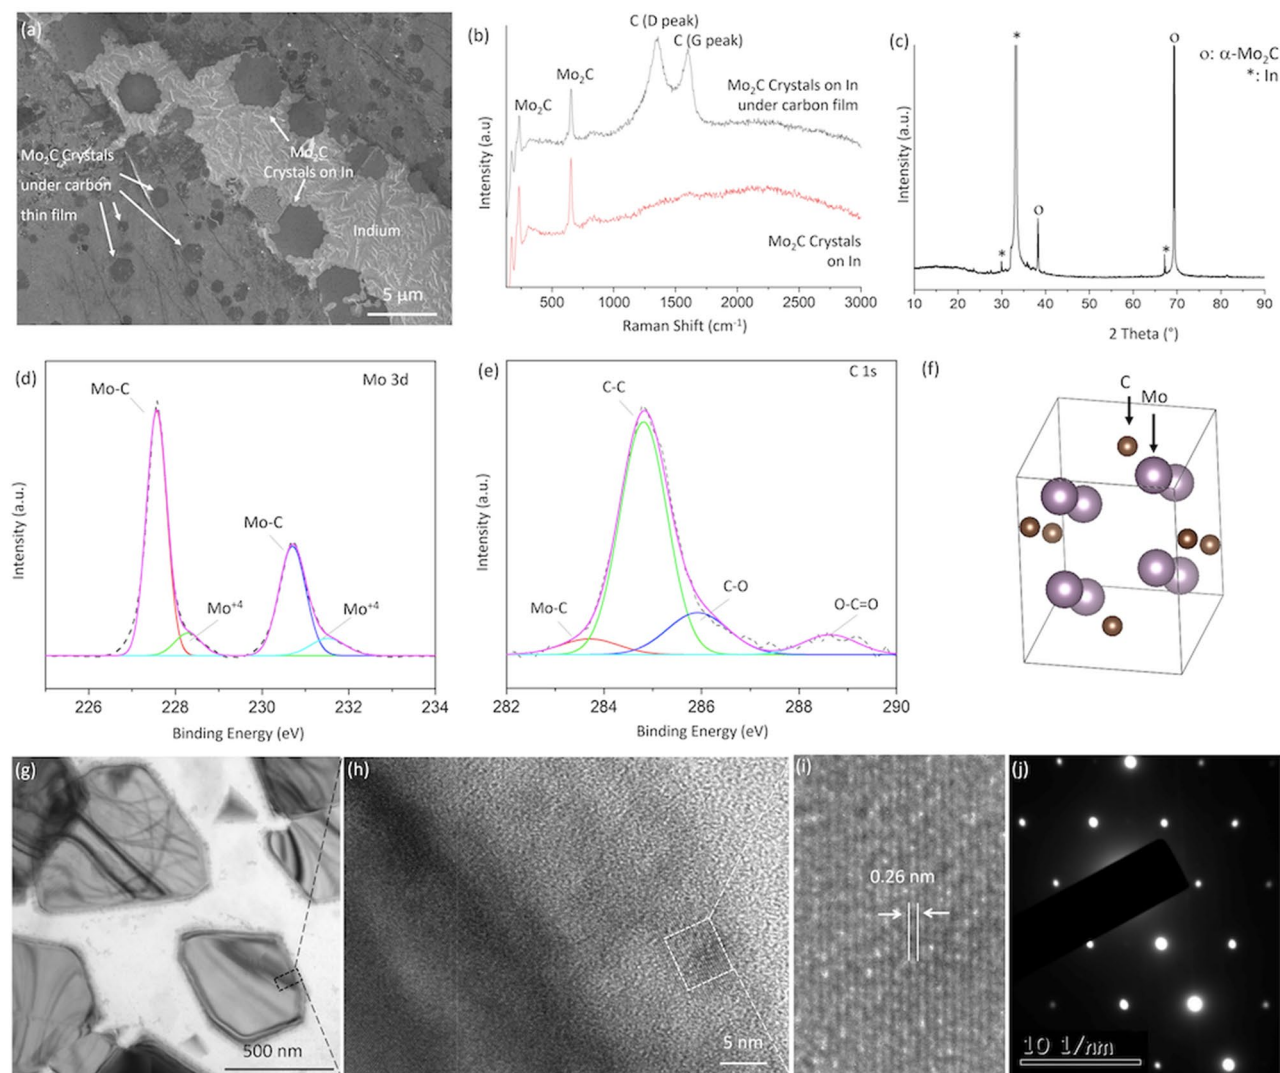 (a)
Mo₂C Crystals
under carbon
thin film
Mo₂C
Crystals on In
Indium
5 μm
(b)
C (D peak)
C (G peak)
Mo₂C
Mo₂C
Mo₂C Crystals on In
under carbon film
Mo₂C Crystals
on In
Intensity (a.u)
500 1000 1500 2000 2500 3000
Raman Shift (cm⁻¹)
(c)
* o
o: α-Mo₂C
*: In
o
* *
Intensity (a.u.)
10 20 30 40 50 60 70 80 90
2 Theta (°)
(d)
Mo 3d
Mo-C
Mo-C
Mo⁺⁴
Mo⁺⁴
Intensity (a.u.)
226 228 230 232 234
Binding Energy (eV)
(e)
C 1s
C-C
Mo-C
C-O
O-C=O
Intensity (a.u.)
282 284 286 288 290
Binding Energy (eV)
(f)
C
Mo
(g)
500 nm
(h)
5 nm
(i)
0.26 nm
(j)
10 1/nm